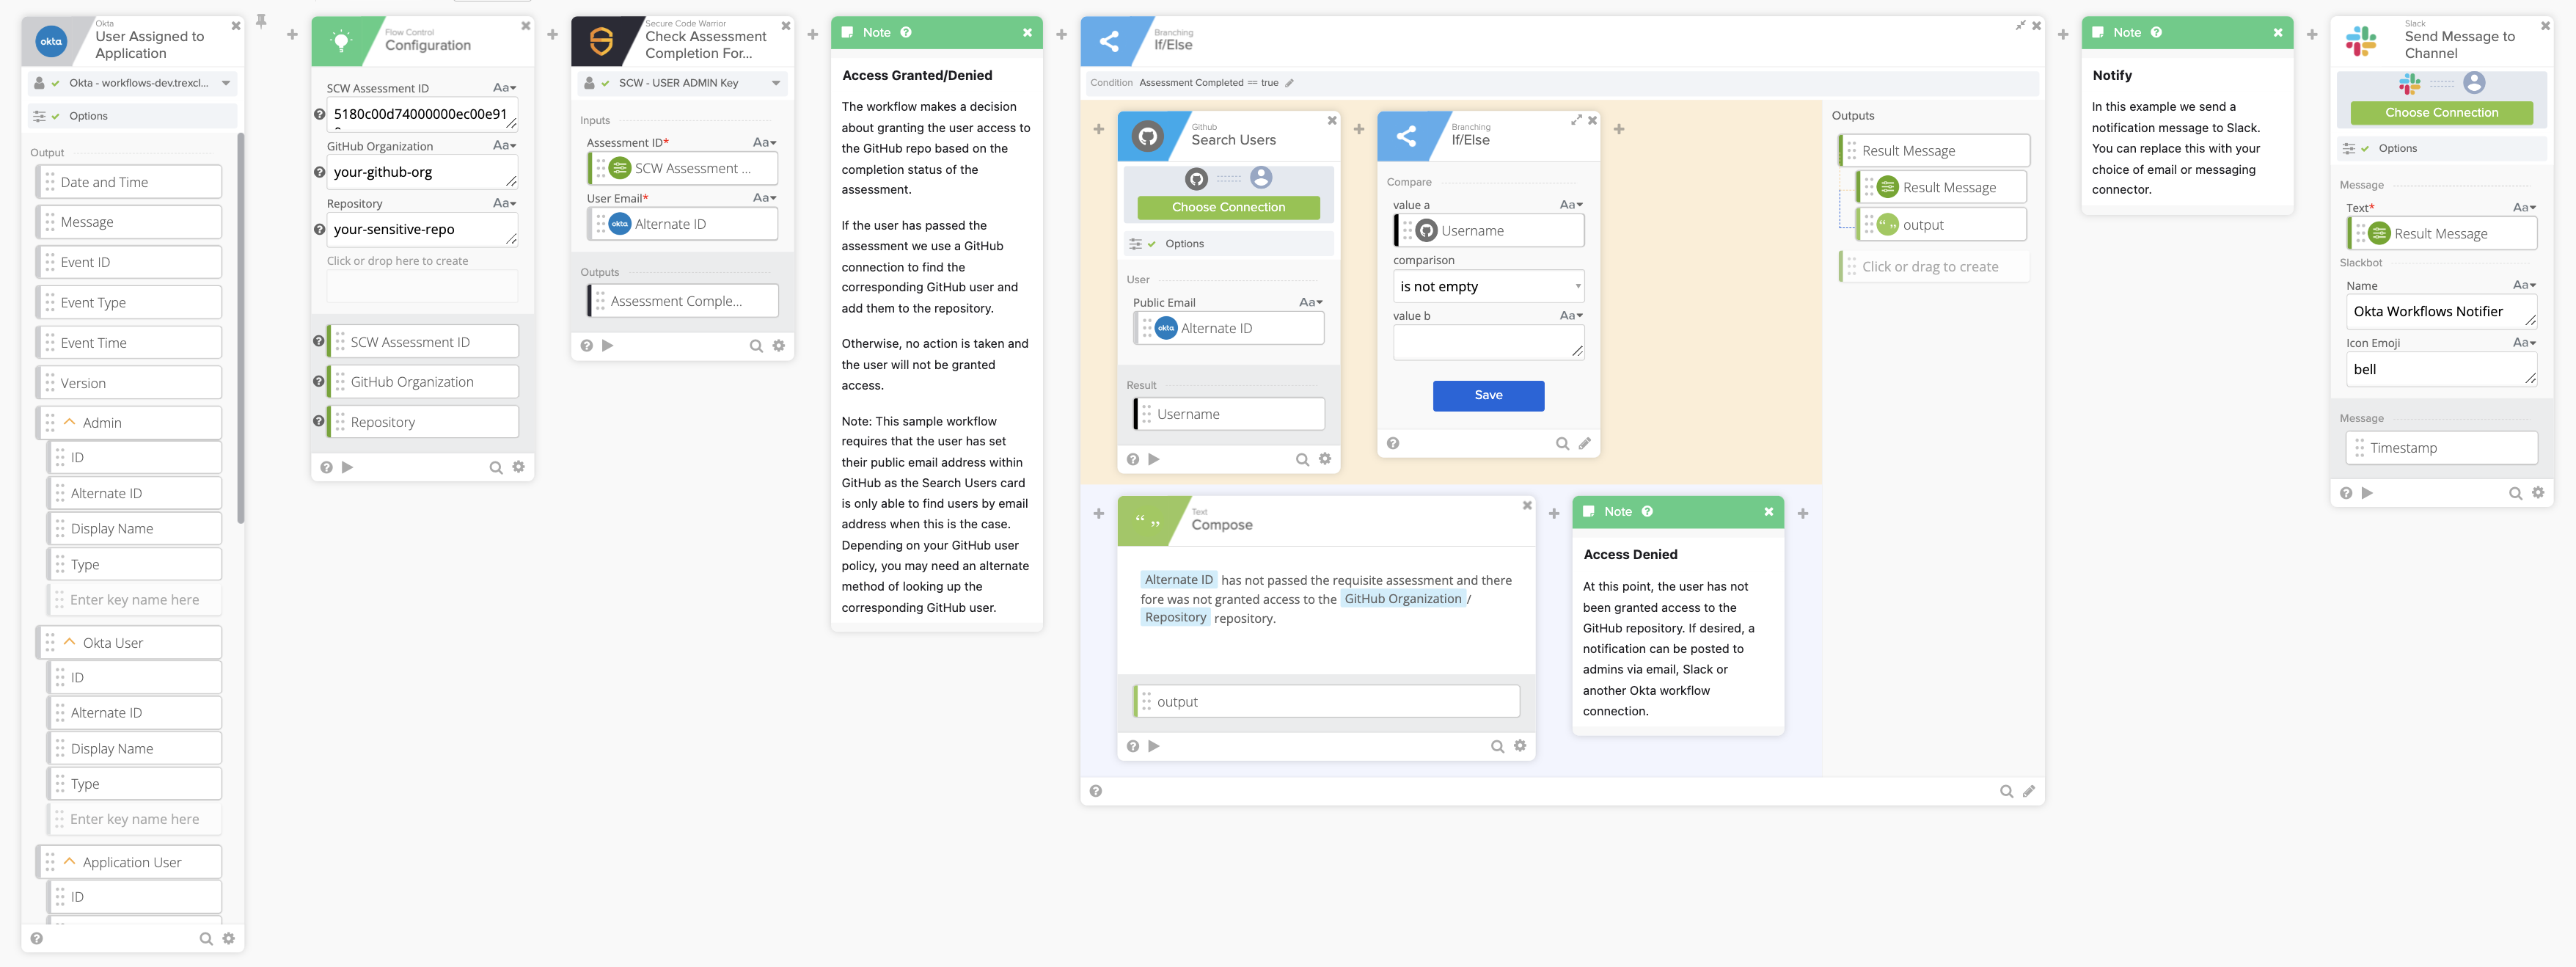 Okta
User Assigned to
Application
Okta - workflows-dev.trexcl...
Options
Output
Date and Time
Message
Event ID
Event Type
Event Time
Version
Admin
ID
Alternate ID
Display Name
Type
Enter key name here
Okta User
ID
Alternate ID
Display Name
Type
Enter key name here
Application User
ID
Flow Control
Configuration
SCW Assessment ID
Aa
5180c00d74000000ec00e91
GitHub Organization
Aa
your-github-org
Repository
Aa
your-sensitive-repo
Click or drop here to create
SCW Assessment ID
GitHub Organization
Repository
Secure Code Warrior
Check Assessment
Completion For...
SCW - USER ADMIN Key
Inputs
Assessment ID*
Aa
SCW Assessment ...
User Email*
Aa
okta
Alternate ID
Outputs
Assessment Comple...
Note
Access Granted/Denied
The workflow makes a decision
about granting the user access to
the GitHub repo based on the
completion status of the
assessment.
If the user has passed the
assessment we use a GitHub
connection to find the
corresponding GitHub user and
add them to the repository.
Otherwise, no action is taken and
the user will not be granted
access.
Note: This sample workflow
requires that the user has set
their public email address within
GitHub as the Search Users card
is only able to find users by email
address when this is the case.
Depending on your GitHub user
policy, you may need an alternate
method of looking up the
corresponding GitHub user.
Branching
If/Else
Condition Assessment Completed == true
Github
Search Users
Choose Connection
Options
User
Public Email
Aa
okta
Alternate ID
Result
Username
Branching
If/Else
Compare
value a
Aa
Username
comparison
is not empty
value b
Aa
Save
Text
Compose
Alternate ID has not passed the requisite assessment and there
fore was not granted access to the GitHub Organization /
Repository repository.
output
Note
Access Denied
At this point, the user has not
been granted access to the
GitHub repository. If desired, a
notification can be posted to
admins via email, Slack or
another Okta workflow
connection.
Outputs
Result Message
Result Message
output
Click or drag to create
Note
Notify
In this example we send a
notification message to Slack.
You can replace this with your
choice of email or messaging
connector.
Slack
Send Message to
Channel
Choose Connection
Options
Message
Text*
Aa
Result Message
Slackbot
Name
Aa
Okta Workflows Notifier
Icon Emoji
Aa
bell
Message
Timestamp